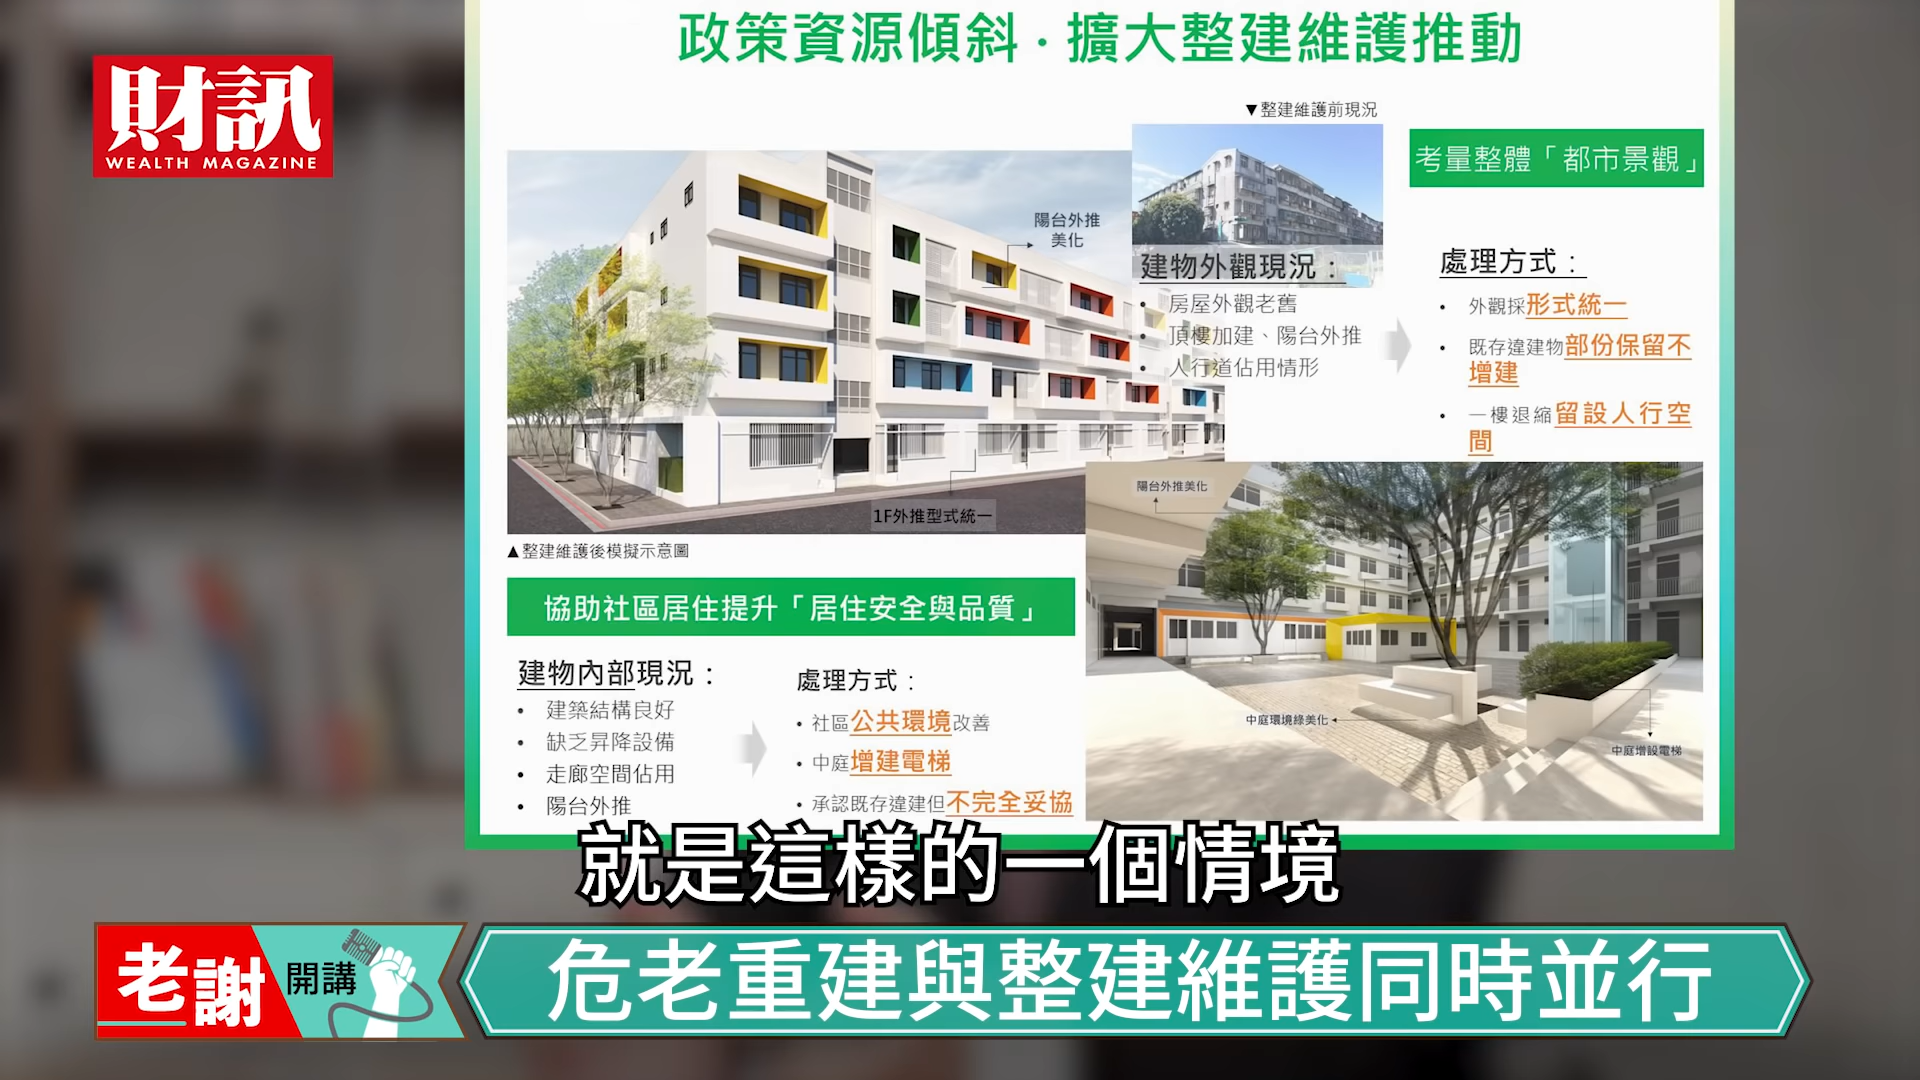 政策資源傾斜·擴大整建維護推動
財訊
WEALTH MAGAZINE
▼整建維護前現況
考量整體「都市景觀」
陽台外推
美化
建物外觀現況：
• 房屋外觀老舊
• 頂樓加建、陽台外推
• 人行道佔用情形
處理方式：
• 外觀採形式統一
• 既存違建物部份保留不
增建
• 一樓退縮留設人行空
間
1F外推型式統一
▲整建維護後模擬示意圖
陽台外推美化
協助社區居住提升「居住安全與品質」
建物內部現況：
• 建築結構良好
• 缺乏昇降設備
• 走廊空間佔用
• 陽台外推
處理方式：
• 社區公共環境改善
• 中庭增建電梯
• 承認既存違建但不完全妥協
中庭環境綠美化
中庭增設電梯
就是這樣的一個情境
老謝
開講
危老重建與整建維護同時並行